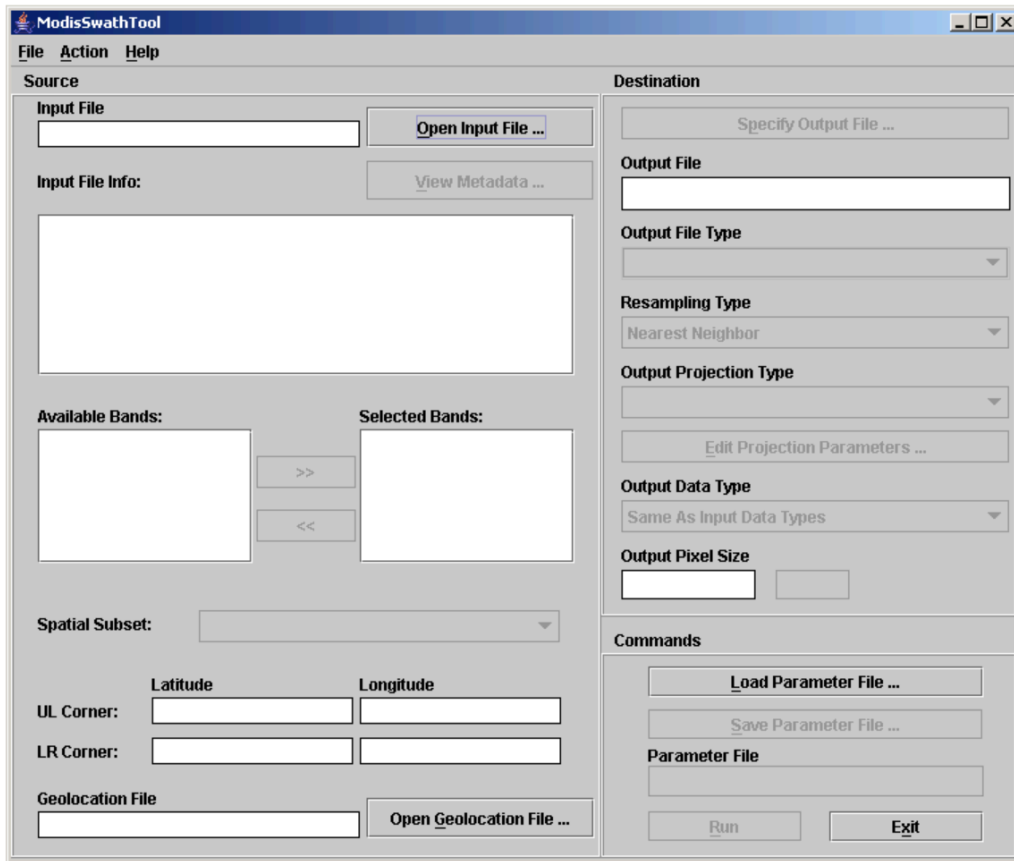 ModisSwathTool
File Action Help
Source
Input File
Open Input File ...
Input File Info:
View Metadata ...
Available Bands:
Selected Bands:
>>
<<
Spatial Subset:
Latitude
Longitude
UL Corner:
LR Corner:
Geolocation File
Open Geolocation File ...
Destination
Specify Output File ...
Output File
Output File Type
Resampling Type
Nearest Neighbor
Output Projection Type
Edit Projection Parameters ...
Output Data Type
Same As Input Data Types
Output Pixel Size
Commands
Load Parameter File ...
Save Parameter File ...
Parameter File
Run
Exit